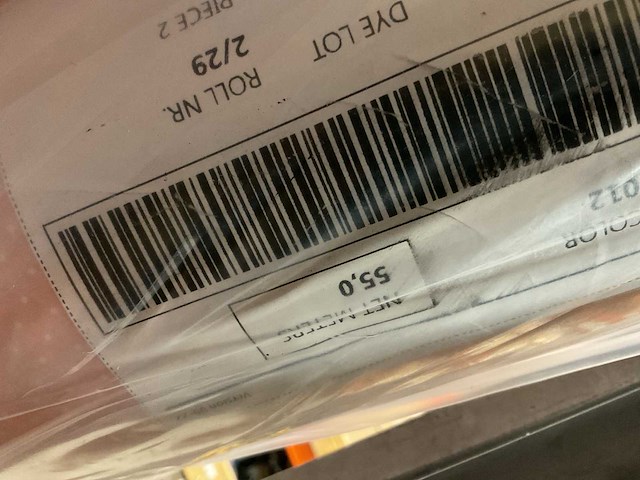 COLOR
012
NET METERS
55,0
DYE LOT
ROLL NR.
2/29
PIECE 2